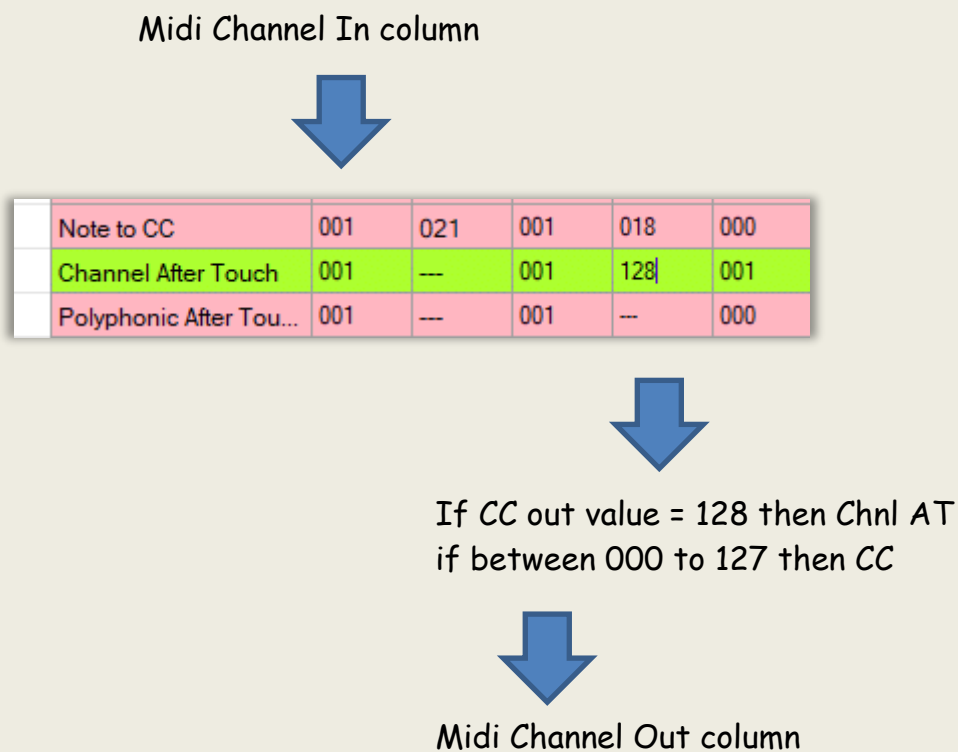 Midi Channel In column
Note to CC 001 021 001 018 000
Channel After Touch 001 --- 001 128 001
Polyphonic After Tou... 001 --- 001 --- 000
If CC out value = 128 then Chnl AT
if between 000 to 127 then CC
Midi Channel Out column